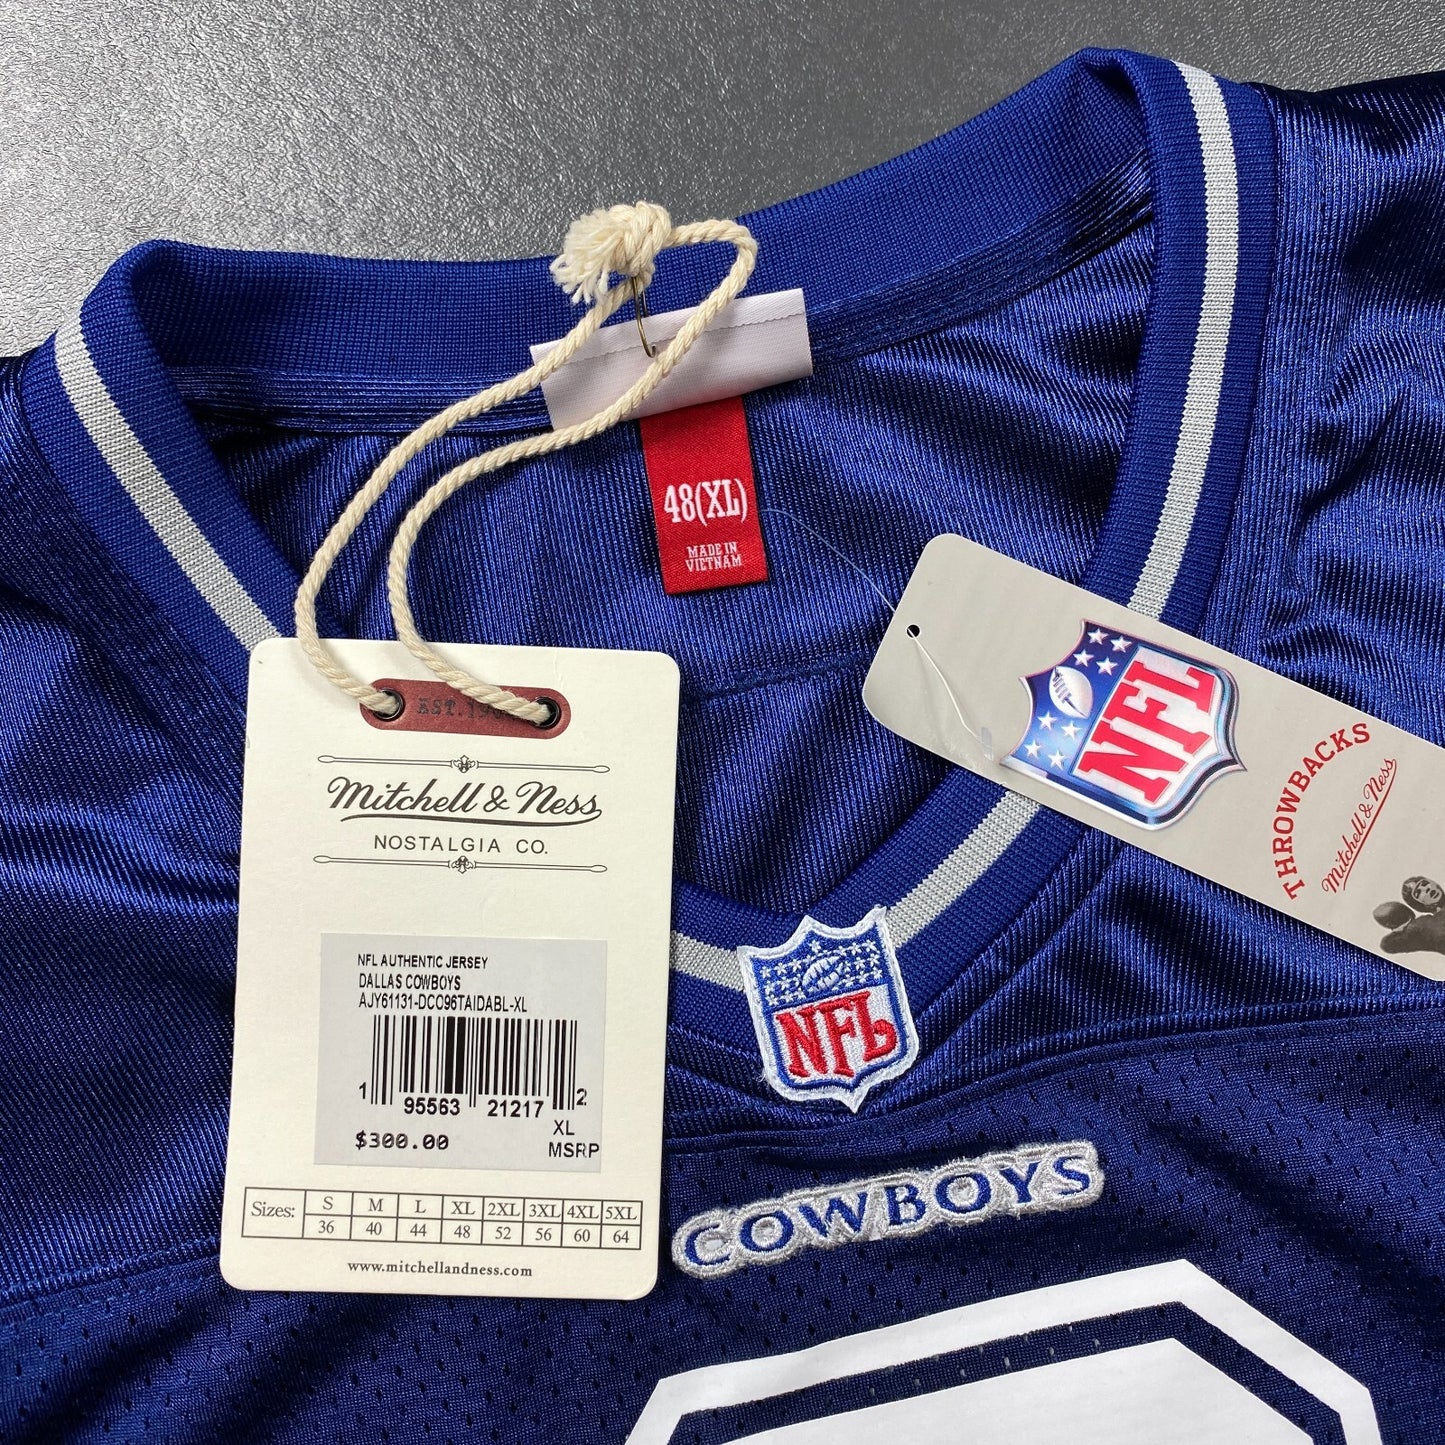 48(XL)
MADE IN
VIETNAM
NFL
THROWBACKS
Mitchell & Ness
EST.
Mitchell & Ness
NOSTALGIA CO.
NFL AUTHENTIC JERSEY
DALLAS COWBOYS
AJY61131-DCO96TAIDABL-XL
1 95563 21217 2
XL
$300.00 MSRP
Sizes: S M L XL 2XL 3XL 4XL 5XL
36 40 44 48 52 56 60 64
www.mitchellandness.com
NFL
COWBOYS